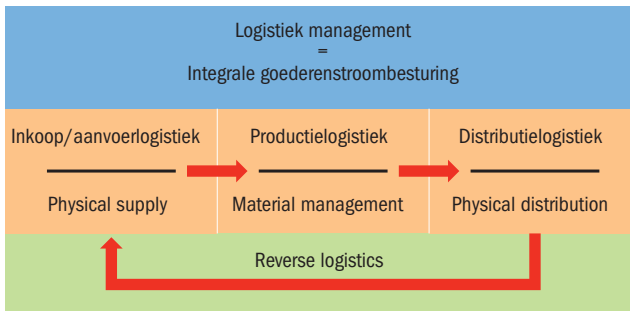 Logistiek management
=
Integrale goederenstroombesturing
Inkoop/aanvoerlogistiek
Productielogistiek
Distributielogistiek
Physical supply
Material management
Physical distribution
Reverse logistics